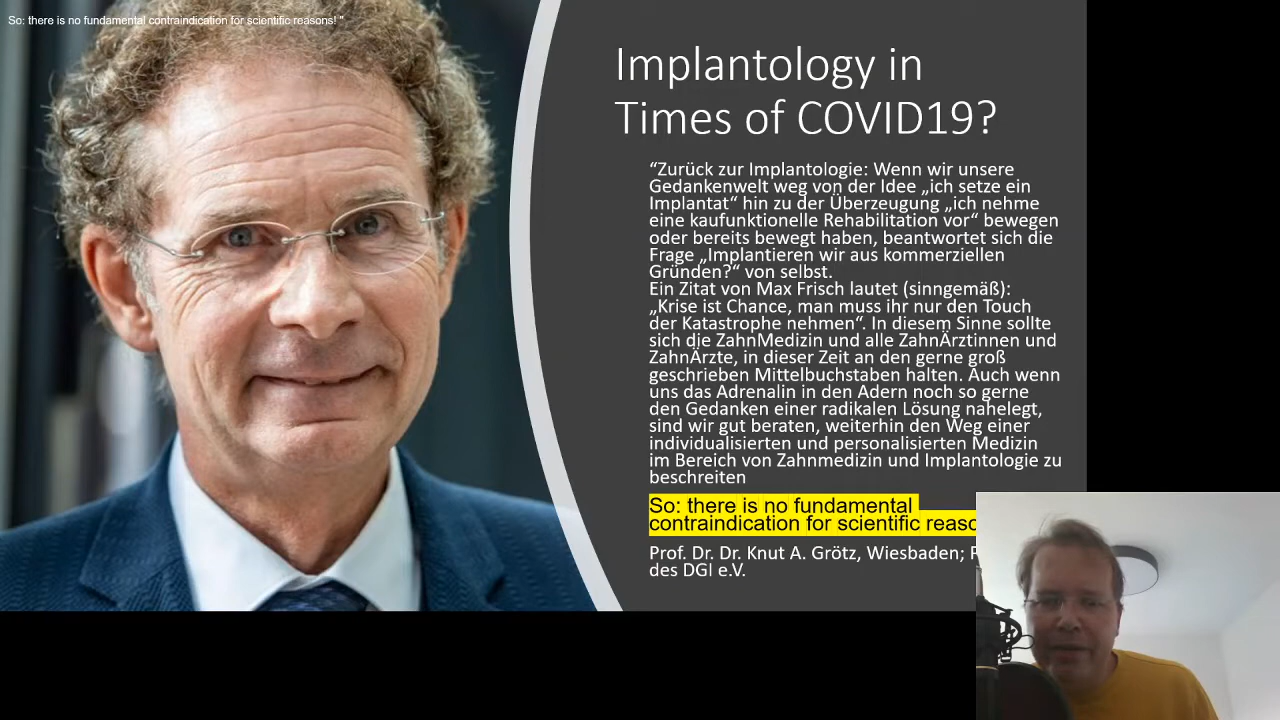 So: there is no fundamental contraindication for scientific reasons! "
Implantology in
Times of COVID19?
“Zurück zur Implantologie: Wenn wir unsere
Gedankenwelt weg von der Idee „ich setze ein
Implantat“ hin zu der Überzeugung „ich nehme
eine kaufunktionelle Rehabilitation vor“ bewegen
oder bereits bewegt haben, beantwortet sich die
Frage „Implantieren wir aus kommerziellen
Gründen?“ von selbst.
Ein Zitat von Max Frisch lautet (sinngemäß):
„Krise ist Chance, man muss ihr nur den Touch
der Katastrophe nehmen“. In diesem Sinne sollte
sich die ZahnMedizin und alle ZahnÄrztinnen und
ZahnÄrzte, in dieser Zeit an den gerne groß
geschrieben Mittelbuchstaben halten. Auch wenn
uns das Adrenalin in den Adern noch so gerne
den Gedanken einer radikalen Lösung nahelegt,
sind wir gut beraten, weiterhin den Weg einer
individualisierten und personalisierten Medizin
im Bereich von Zahnmedizin und Implantologie zu
beschreiten
So: there is no fundamental
contraindication for scientific
Prof. Dr. Dr. Knut A. Grötz, Wiesbaden;
des DGI e.V.